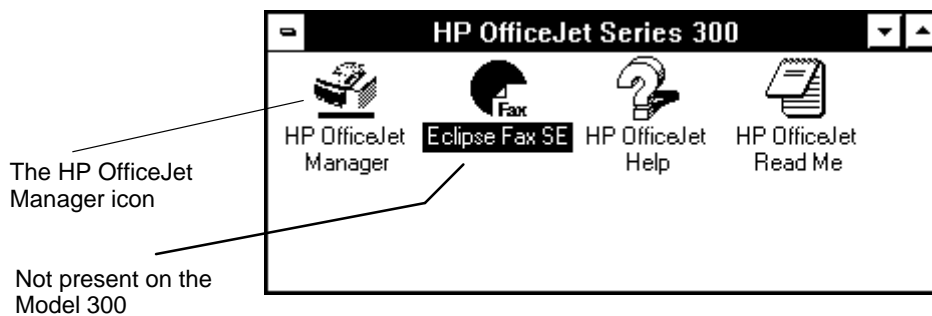 HP OfficeJet Series 300
Fax
HP OfficeJet
Manager
Eclipse Fax SE
HP OfficeJet
Help
HP OfficeJet
Read Me
The HP OfficeJet
Manager icon
Not present on the
Model 300